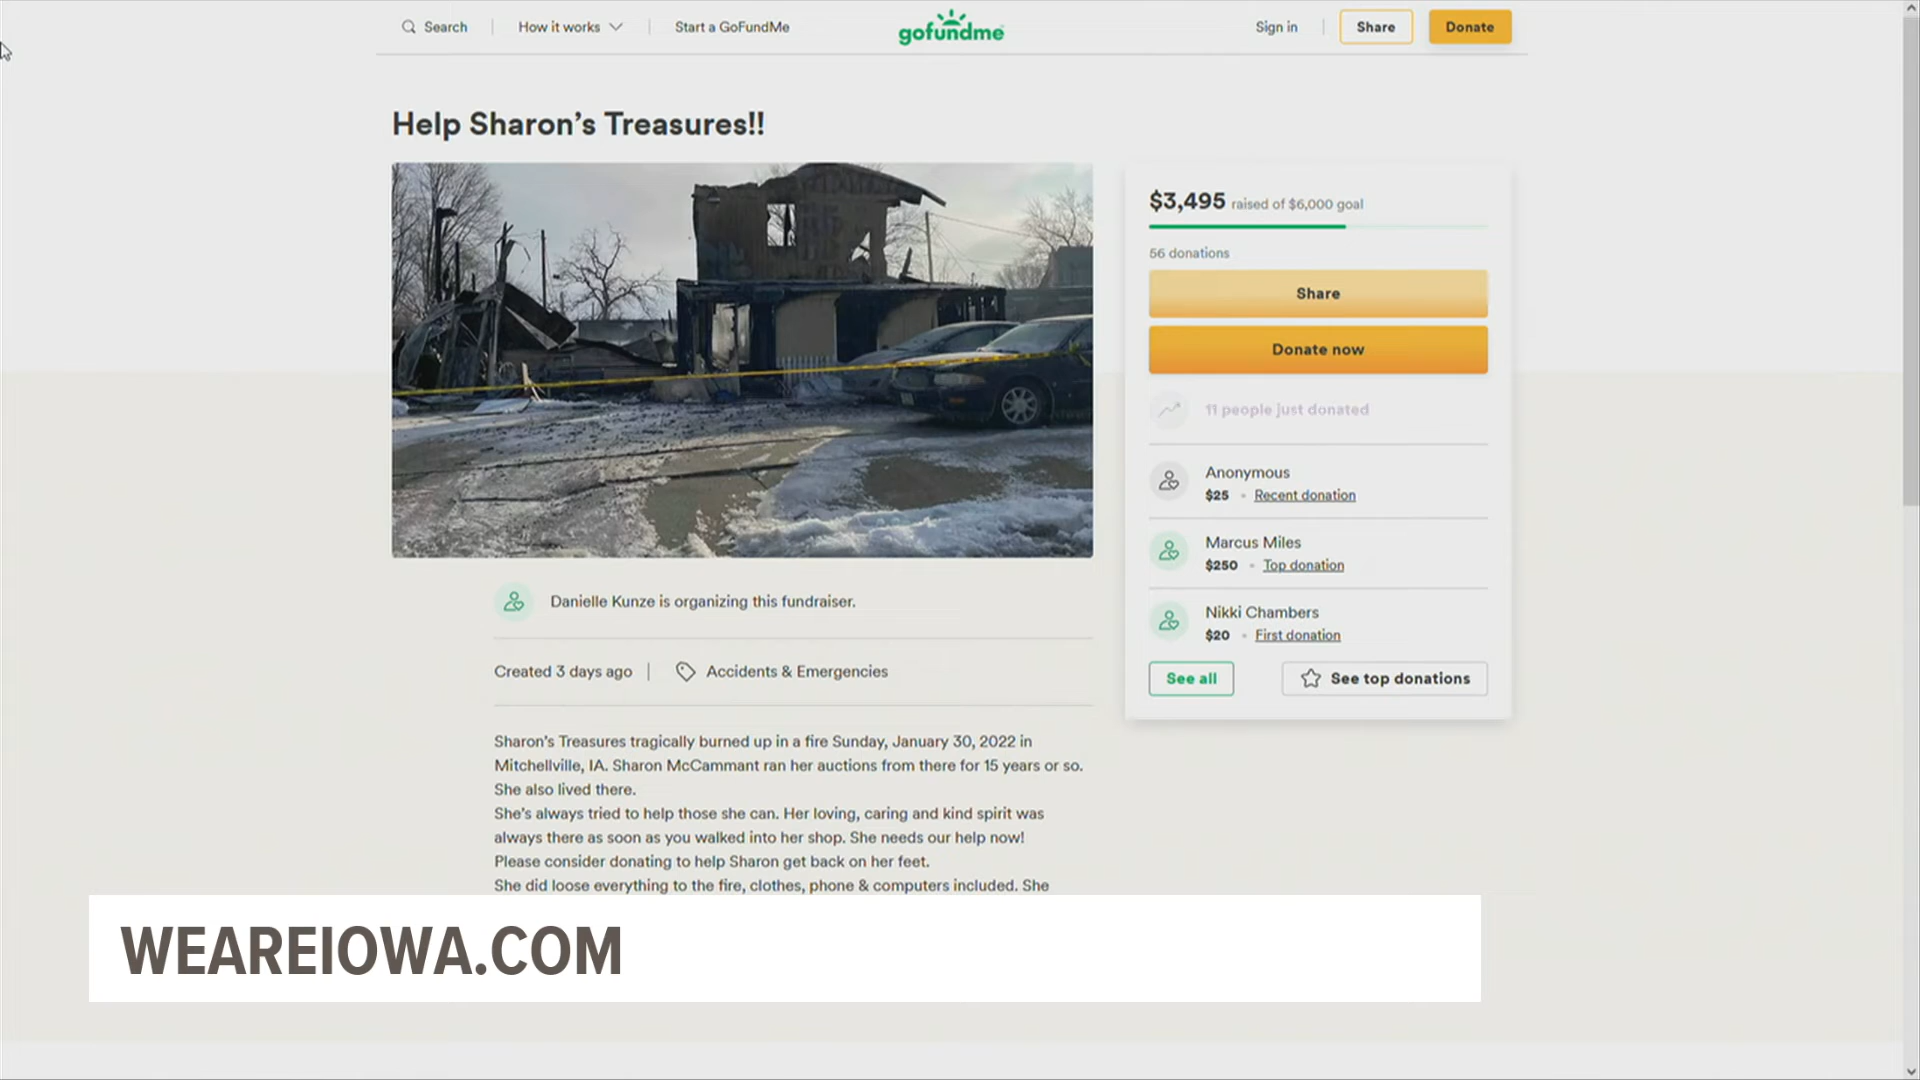 Search
How it works
Start a GoFundMe
gofundme
Sign in
Share
Donate
Help Sharon's Treasures!!
$3,495 raised of $6,000 goal
56 donations
Share
Donate now
11 people just donated
Anonymous
$25 • Recent donation
Marcus Miles
$250 • Top donation
Nikki Chambers
$20 • First donation
See all
See top donations
Danielle Kunze is organizing this fundraiser.
Created 3 days ago
Accidents & Emergencies
Sharon's Treasures tragically burned up in a fire Sunday, January 30, 2022 in
Mitchellville, IA. Sharon McCammant ran her auctions from there for 15 years or so.
She also lived there.
She's always tried to help those she can. Her loving, caring and kind spirit was
always there as soon as you walked into her shop. She needs our help now!
Please consider donating to help Sharon get back on her feet.
She did loose everything to the fire, clothes, phone & computers included. She
WEAREIOWA.COM